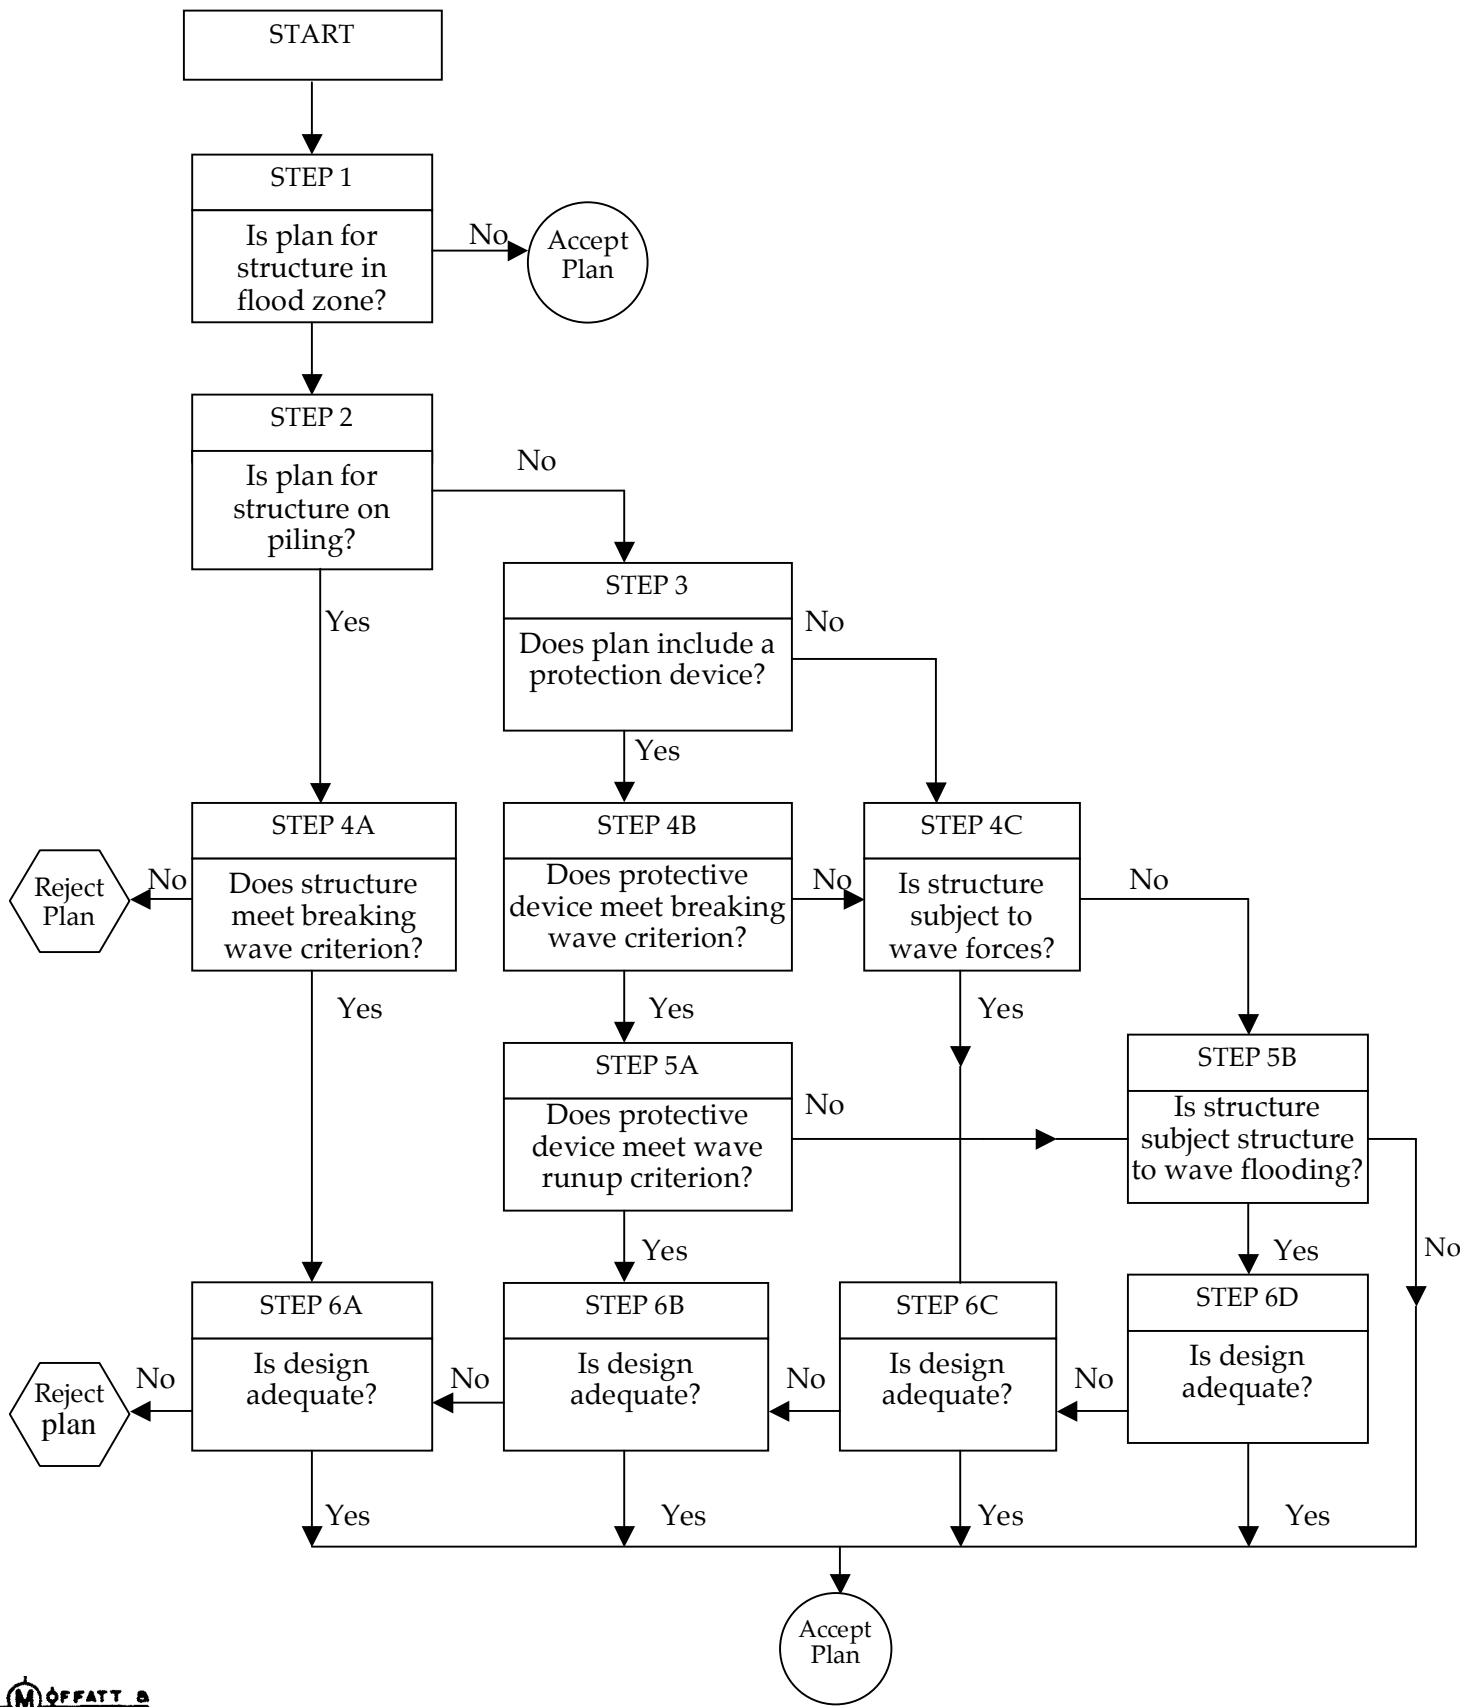 START
STEP 1
Is plan for
structure in
flood zone?
No
Accept
Plan
STEP 2
Is plan for
structure on
piling?
No
Yes
STEP 3
Does plan include a
protection device?
No
Yes
STEP 4A
Does structure
meet breaking
wave criterion?
No
Reject
Plan
Yes
STEP 4B
Does protective
device meet breaking
wave criterion?
No
Yes
STEP 4C
Is structure
subject to
wave forces?
No
Yes
STEP 5A
Does protective
device meet wave
runup criterion?
No
Yes
STEP 5B
Is structure
subject structure
to wave flooding?
No
Yes
STEP 6A
Is design
adequate?
No
Reject
plan
Yes
STEP 6B
Is design
adequate?
No
Yes
STEP 6C
Is design
adequate?
No
Yes
STEP 6D
Is design
adequate?
No
Yes
Accept
Plan
MOFFATT &